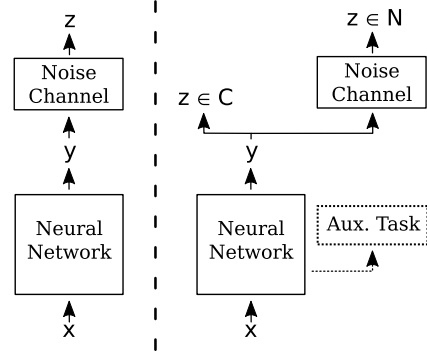 z
Noise
Channel
y
Neural
Network
x
z ∈ N
Noise
Channel
z ∈ C
y
Neural
Network
Aux. Task
x